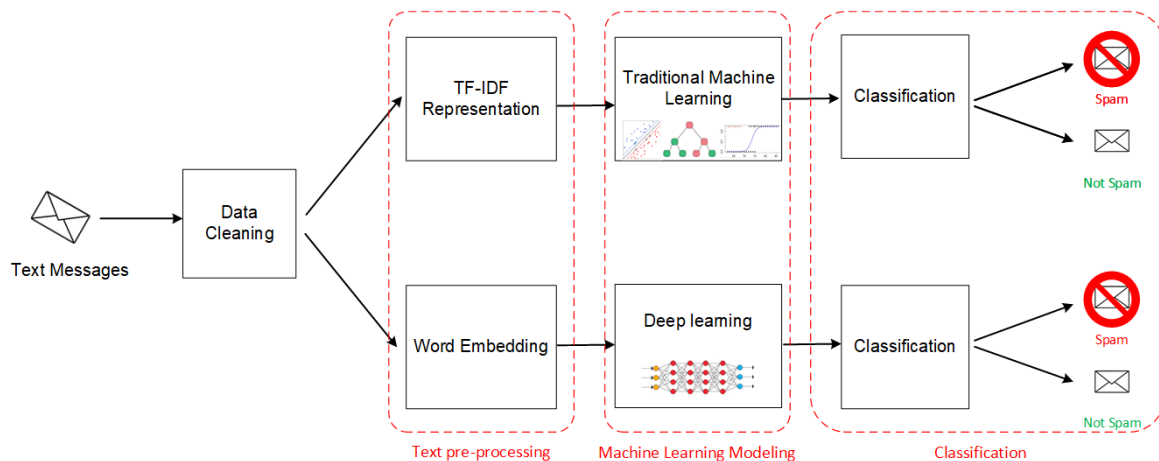 Text Messages
Data
Cleaning
TF-IDF
Representation
Traditional Machine
Learning
Classification
Spam
Not Spam
Word Embedding
Deep learning
Classification
Spam
Not Spam
Text pre-processing
Machine Learning Modeling
Classification